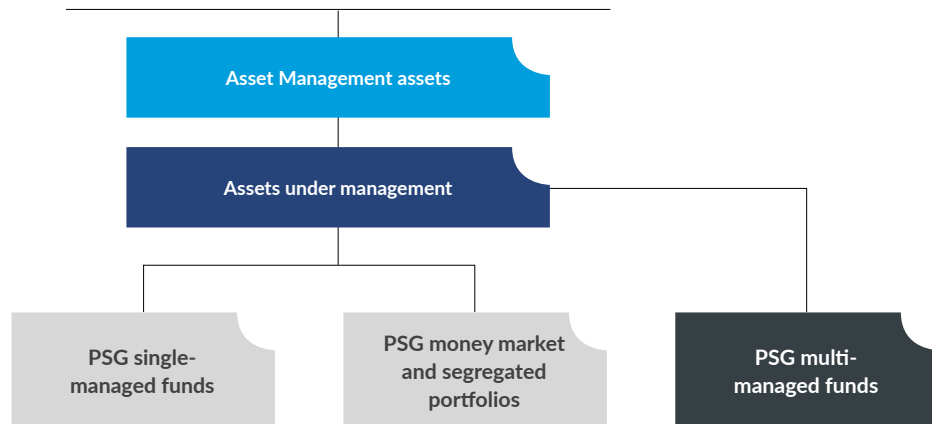 Asset Management assets
Assets under management
PSG single-
managed funds
PSG money market
and segregated
portfolios
PSG multi-
managed funds